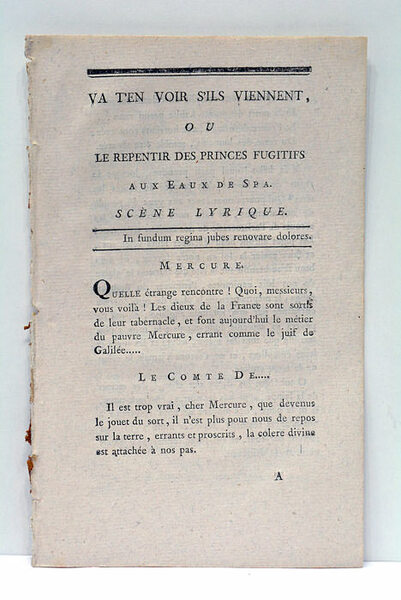 VA T'EN VOIR S'ILS VIENNENT,
OU
LE REPENTIR DES PRINCES FUGITIFS
AUX EAUX DE SPA.
SCÈNE LYRIQUE.
In fundum regina jubes renovare dolores.
MERCURE.
QUELLE étrange rencontre ! Quoi, messieurs,
vous voilà ! Les dieux de la France sont sortis
de leur tabernacle, et font aujourd'hui le métier
du pauvre Mercure, errant comme le juif de
Galilée.....
LE COMTE DE.....
Il est trop vrai, cher Mercure, que devenus
le jouet du sort, il n'est plus pour nous de repos
sur la terre, errants et proscrits, la colere divine
est attachée à nos pas.
A